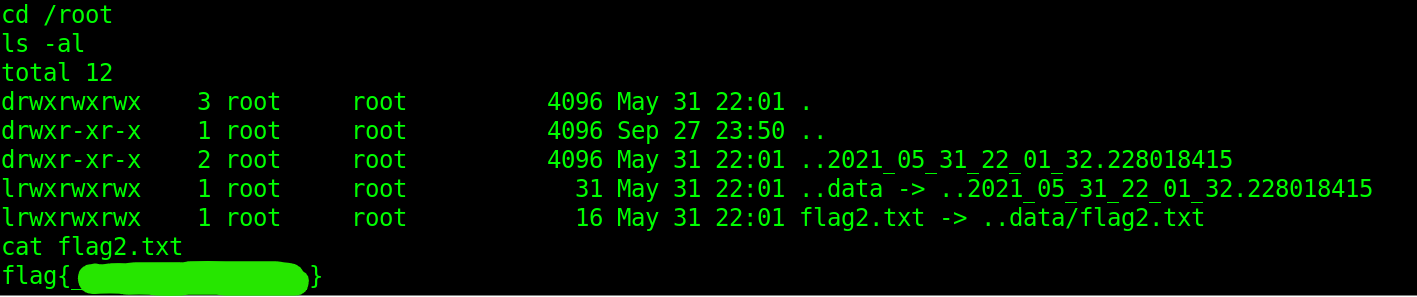 cd /root
ls -al
total 12
drwxrwxrwx    3 root     root          4096 May 31 22:01 .
drwxr-xr-x    1 root     root          4096 Sep 27 23:50 ..
drwxr-xr-x    2 root     root          4096 May 31 22:01 ..2021_05_31_22_01_32.228018415
lrwxrwxrwx    1 root     root            31 May 31 22:01 ..data -> ..2021_05_31_22_01_32.228018415
lrwxrwxrwx    1 root     root            16 May 31 22:01 flag2.txt -> ..data/flag2.txt
cat flag2.txt
flag{_ }